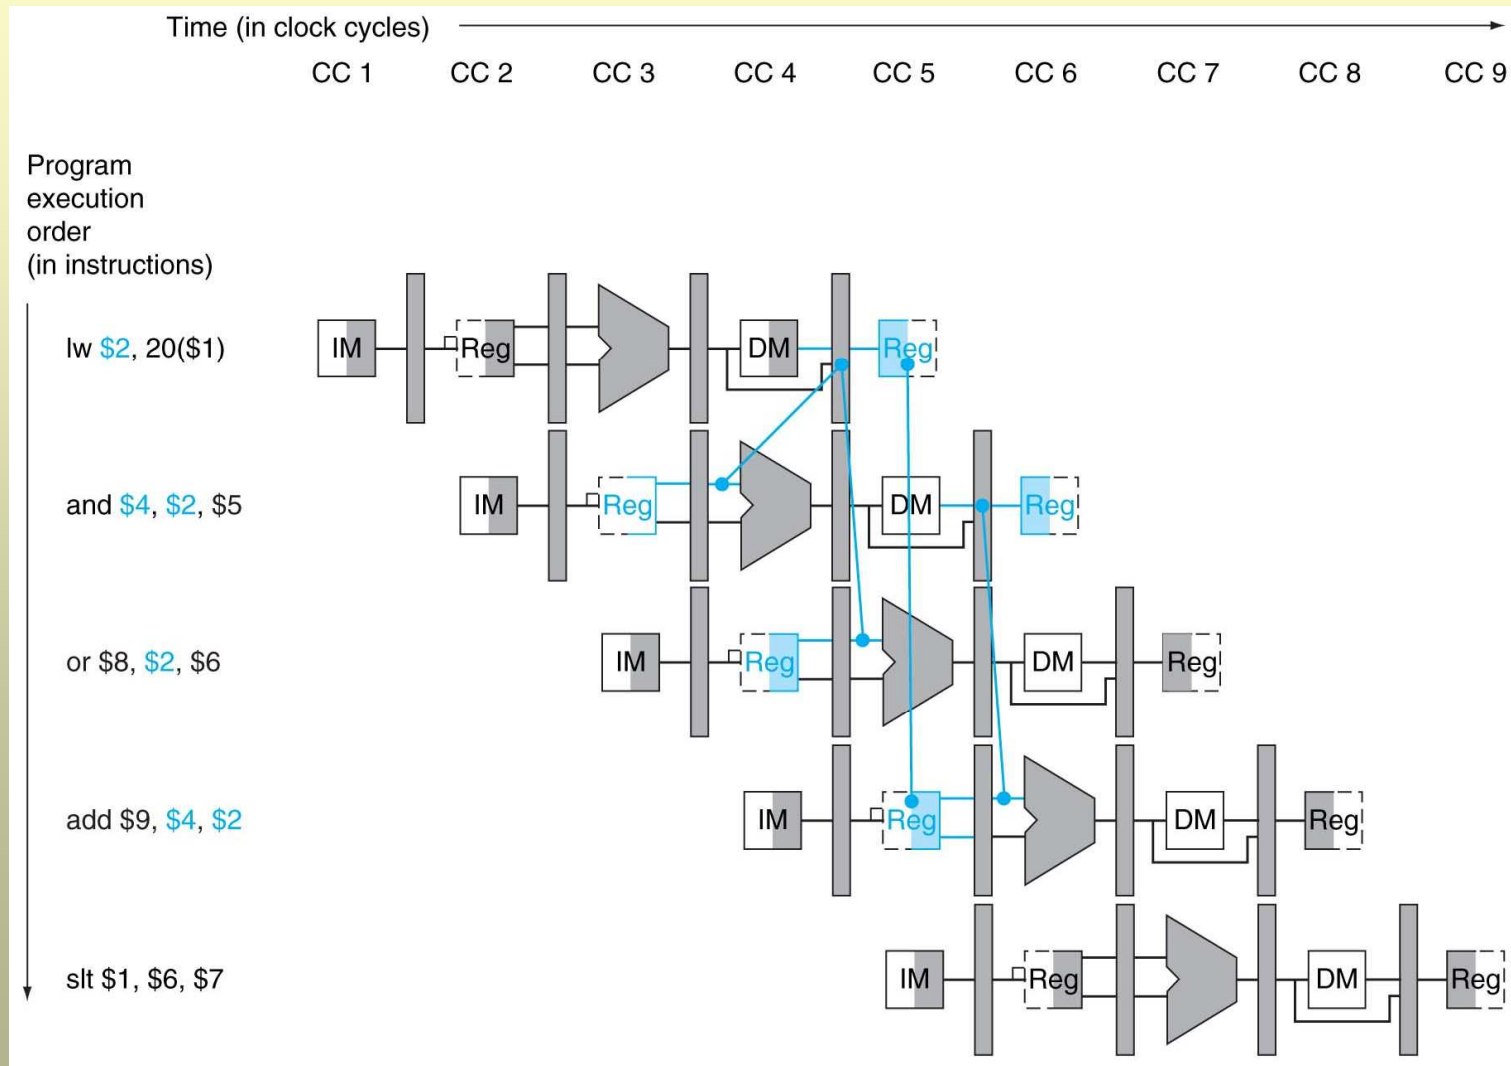 Time (in clock cycles)
CC 1 CC 2 CC 3 CC 4 CC 5 CC 6 CC 7 CC 8 CC 9
Program
execution
order
(in instructions)
lw $2, 20($1) IM Reg DM Reg
and $4, $2, $5 IM Reg DM Reg
or $8, $2, $6 IM Reg DM Reg
add $9, $4, $2 IM Reg DM Reg
slt $1, $6, $7 IM Reg DM Reg